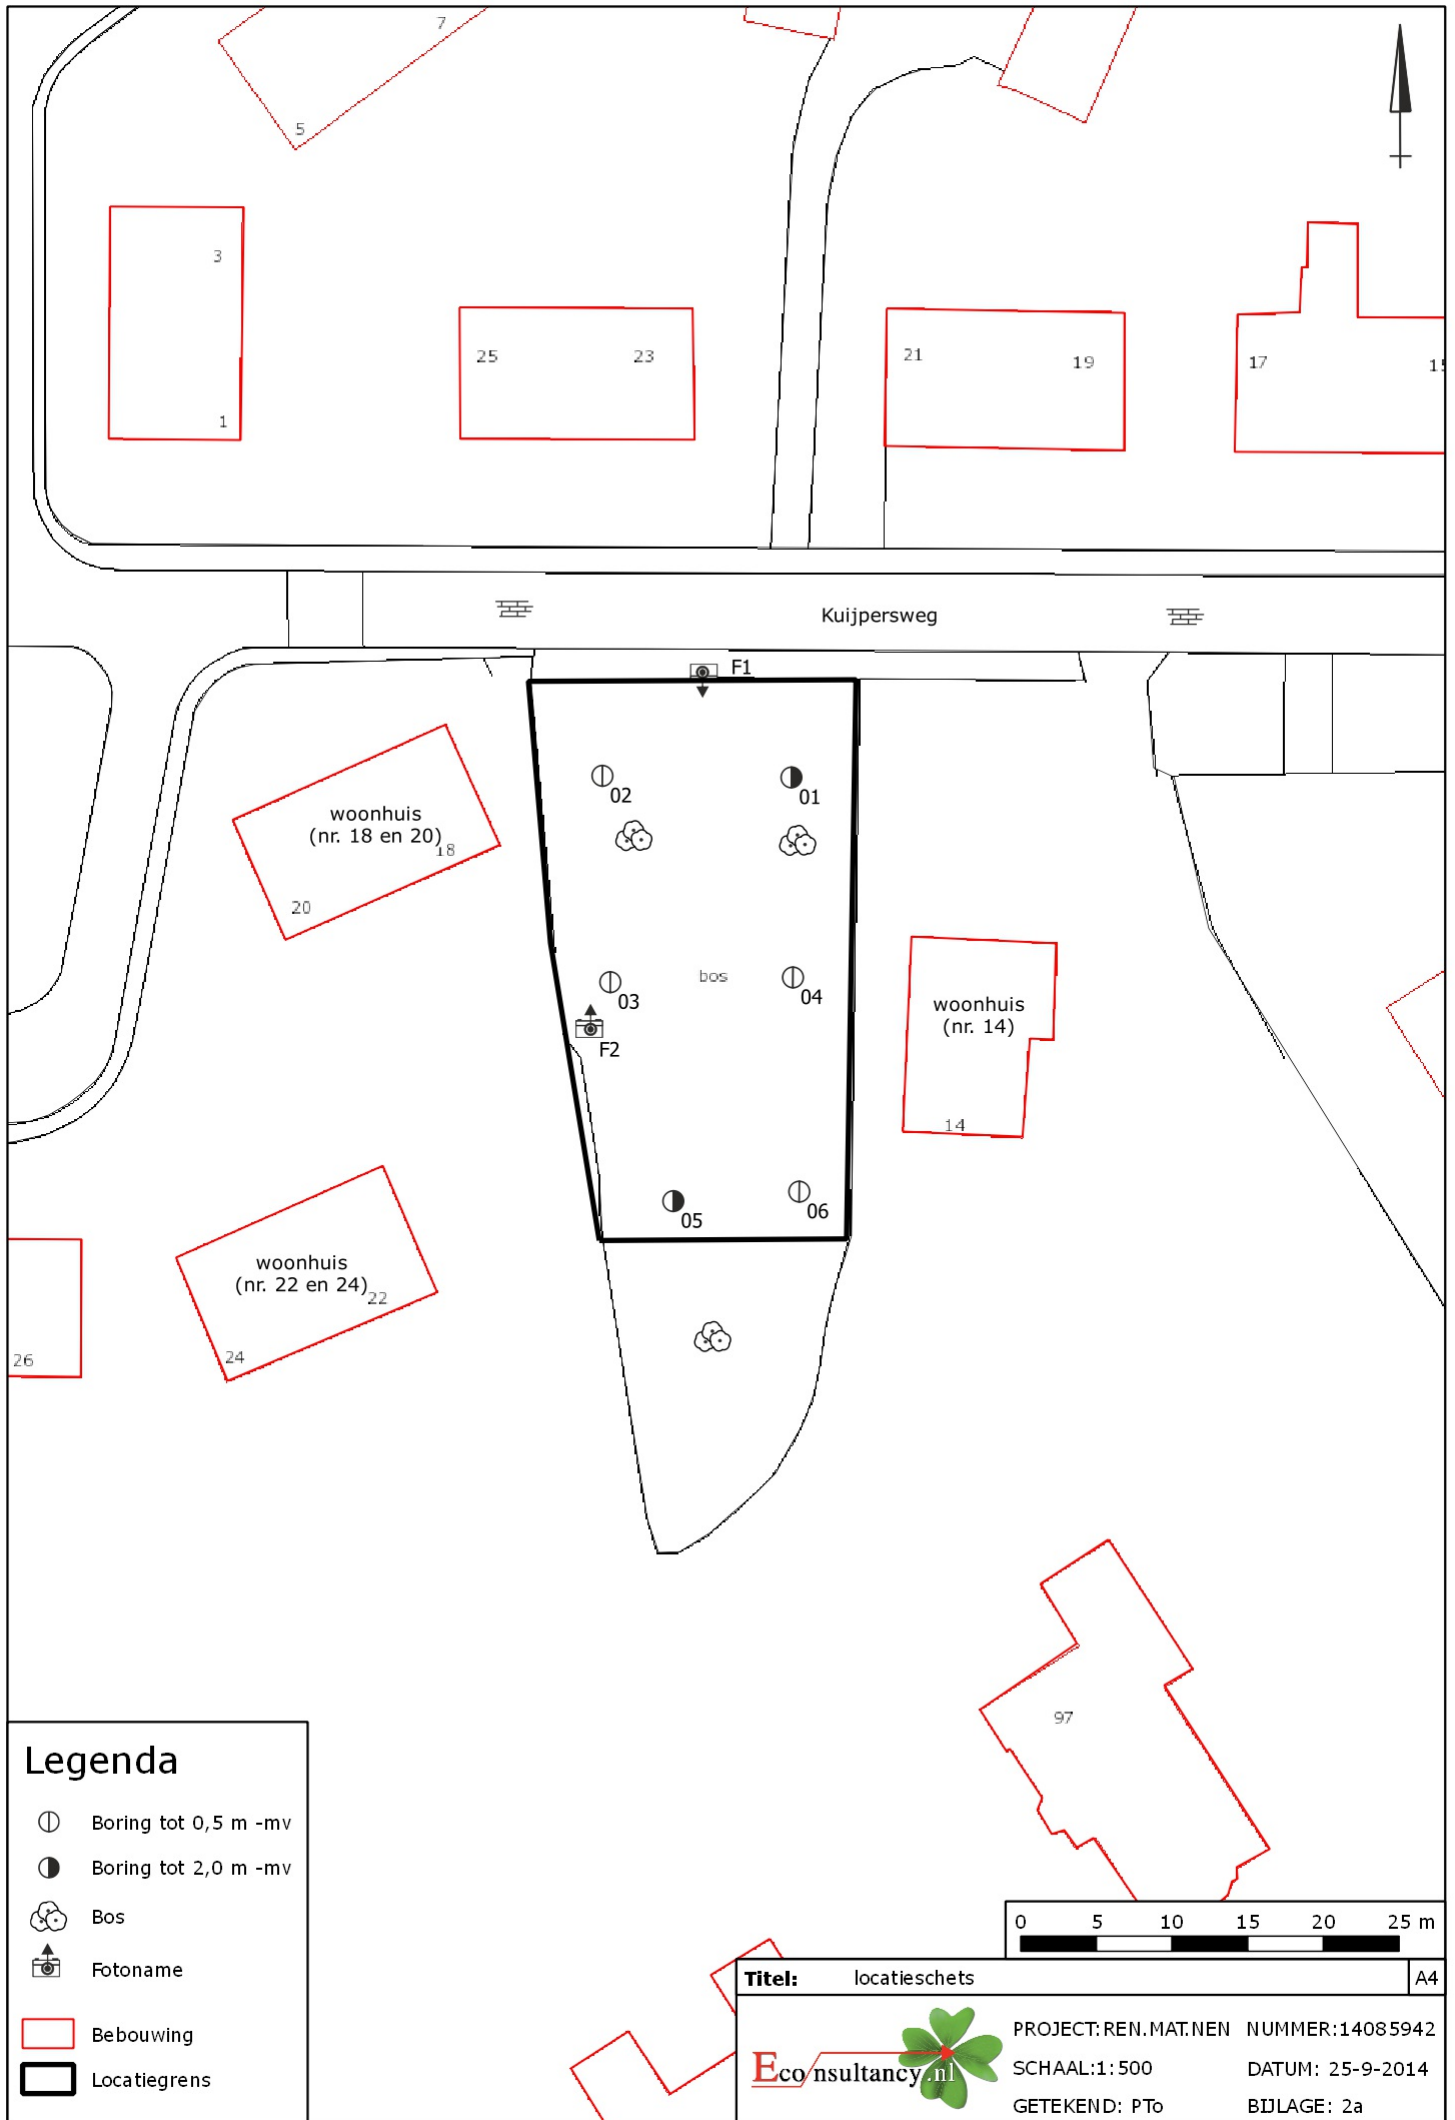 7
5
3
1
25 23
21 19
17
Kuijpersweg
F1
02
01
woonhuis
(nr. 18 en 20)
18
20
bos
03
04
F2
woonhuis
(nr. 14)
14
05
06
woonhuis
(nr. 22 en 24)
22
24
26
97
Legenda
Boring tot 0,5 m -mv
Boring tot 2,0 m -mv
Bos
Fotoname
Bebouwing
Locatiegrens
0 5 10 15 20 25 m
Titel: locatieschets A4
Econsultancy.nl
PROJECT:REN.MAT.NEN NUMMER:14085942
SCHAAL:1:500 DATUM: 25-9-2014
GETEKEND: PTo BIJLAGE: 2a